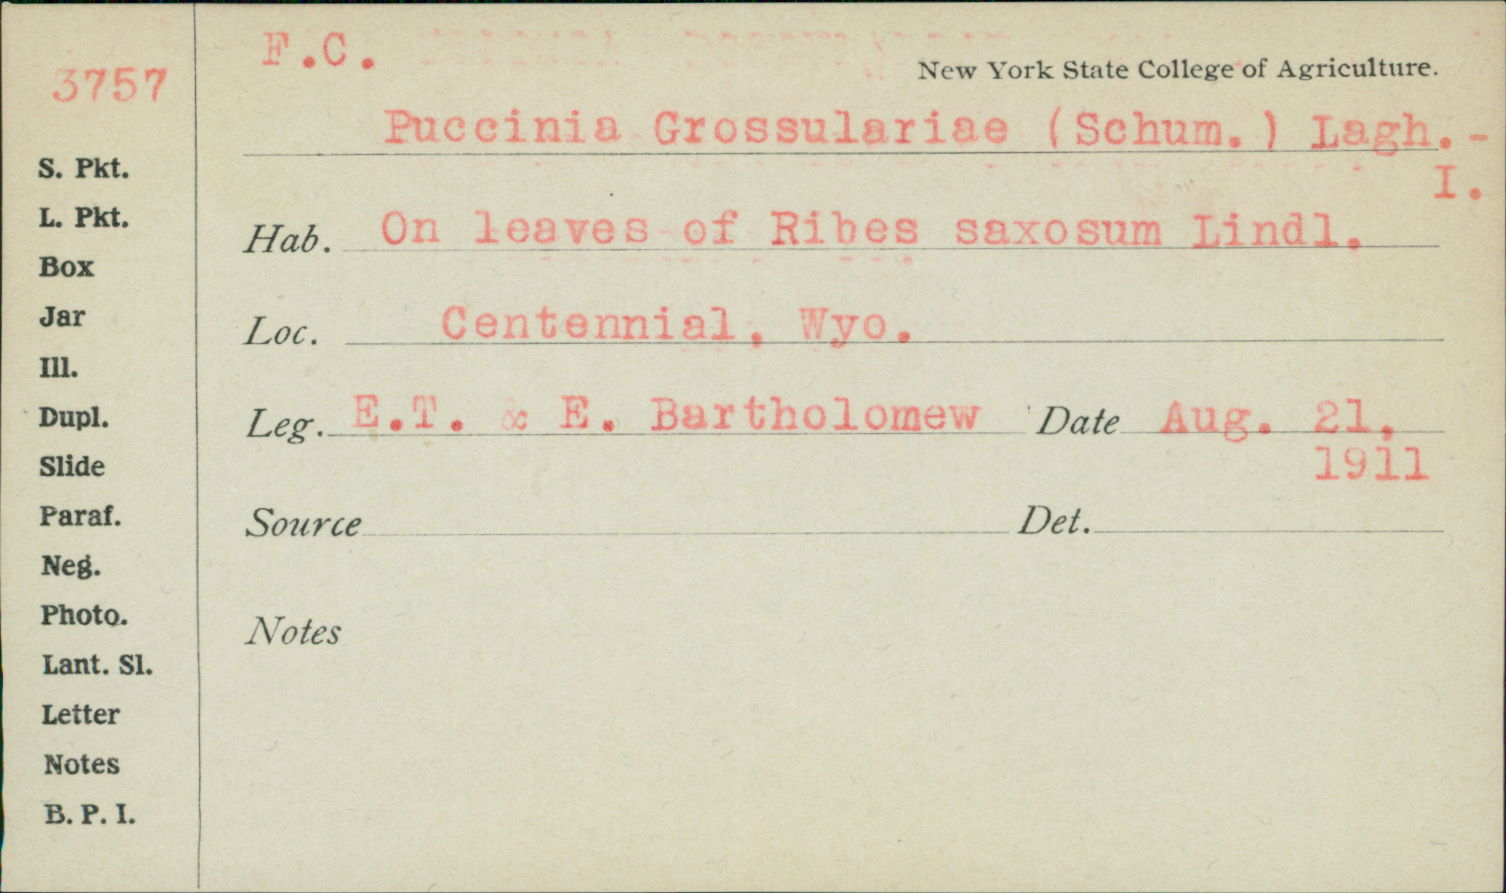 F.C.
3757
New York State College of Agriculture.
Puccinia Grossulariae (Schum.) Lagh.-
I.
Hab. On leaves of Ribes saxosum Lindl.
Loc. Centennial, Wyo.
Leg. E.T. & E. Bartholomew Date Aug. 21,
1911
Source Det.
Notes
S. Pkt.
L. Pkt.
Box
Jar
Ill.
Dupl.
Slide
Paraf.
Neg.
Photo.
Lant. Sl.
Letter
Notes
B. P. I.